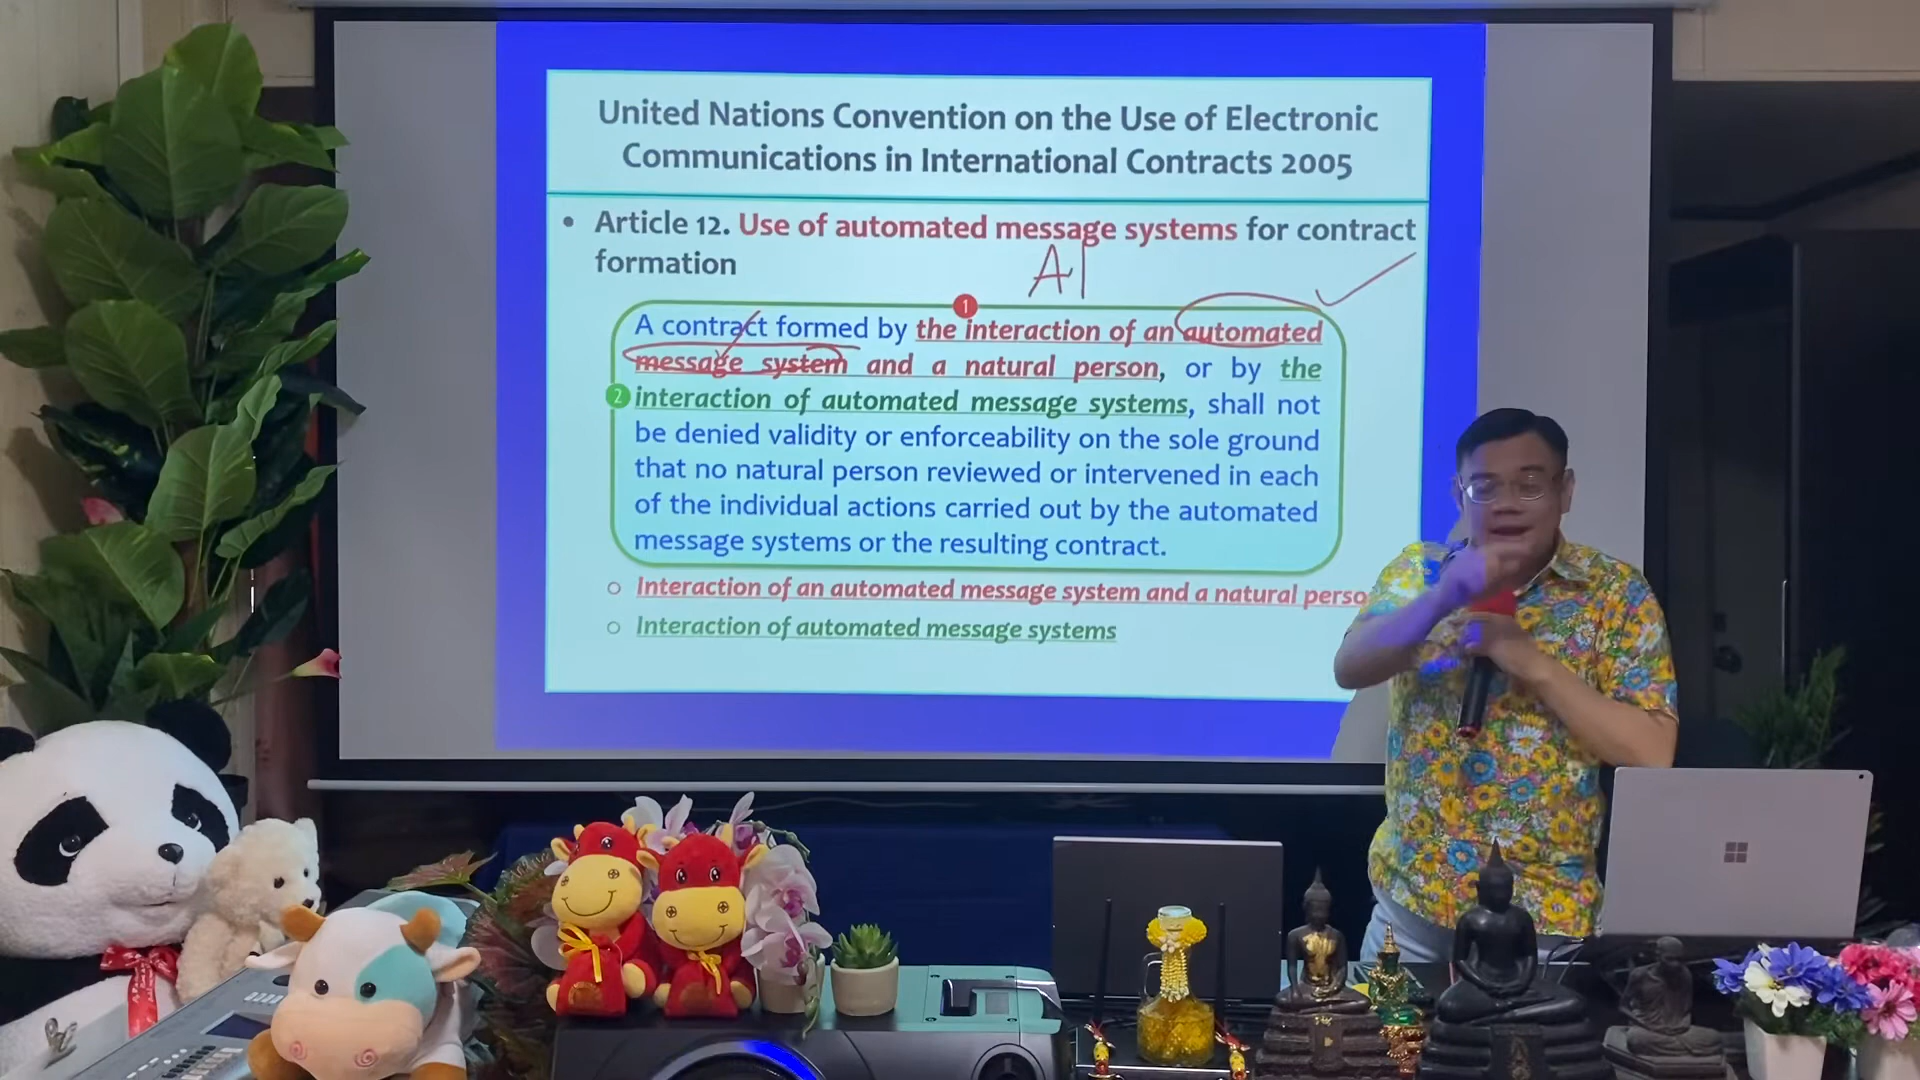 United Nations Convention on the Use of Electronic
Communications in International Contracts 2005
• Article 12. Use of automated message systems for contract
formation
AI
1
A contract formed by the interaction of an automated
message system and a natural person, or by the
2 interaction of automated message systems, shall not
be denied validity or enforceability on the sole ground
that no natural person reviewed or intervened in each
of the individual actions carried out by the automated
message systems or the resulting contract.
○ Interaction of an automated message system and a natural perso
○ Interaction of automated message systems